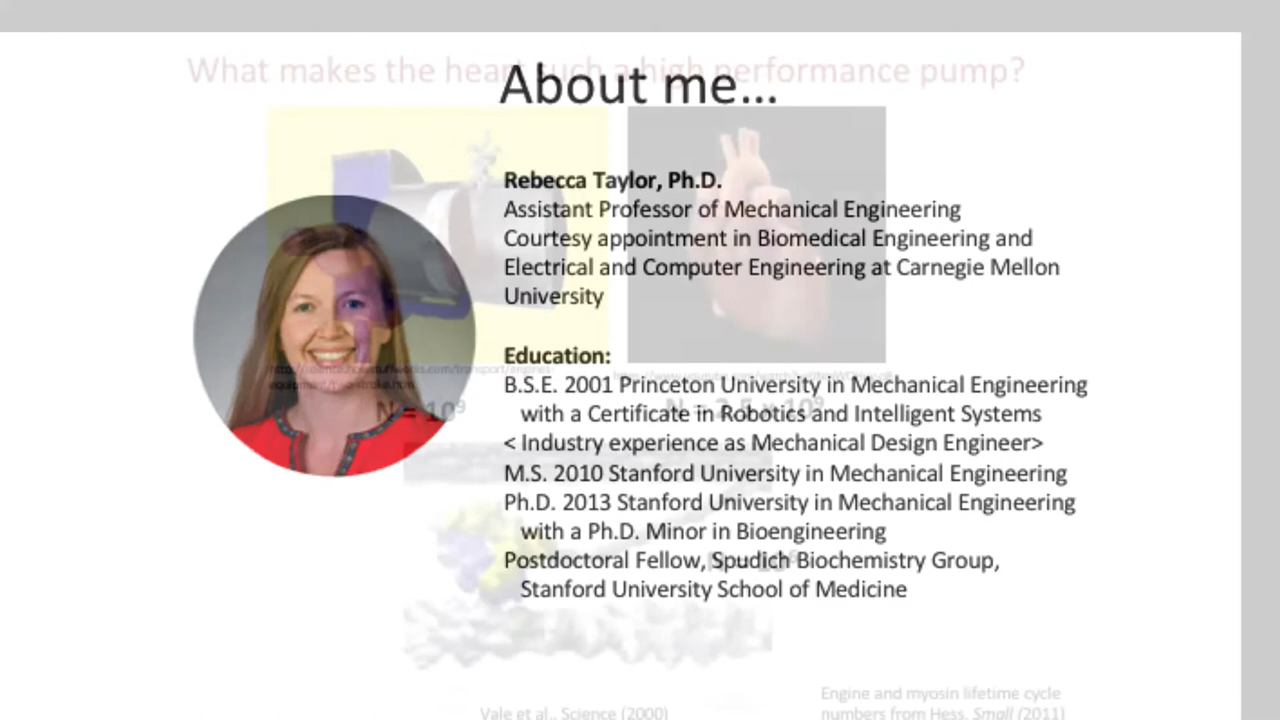 What makes the heart such a high performance pump?
About me...
Rebecca Taylor, Ph.D.
Assistant Professor of Mechanical Engineering
Courtesy appointment in Biomedical Engineering and
Electrical and Computer Engineering at Carnegie Mellon
University
Education:
B.S.E. 2001 Princeton University in Mechanical Engineering
with a Certificate in Robotics and Intelligent Systems
< Industry experience as Mechanical Design Engineer>
M.S. 2010 Stanford University in Mechanical Engineering
Ph.D. 2013 Stanford University in Mechanical Engineering
with a Ph.D. Minor in Bioengineering
Postdoctoral Fellow, Spudich Biochemistry Group,
Stanford University School of Medicine
N = 10⁹
Vale et al., Science (2000)
Engine and myosin lifetime cycle
numbers from Hess, Small (2011)